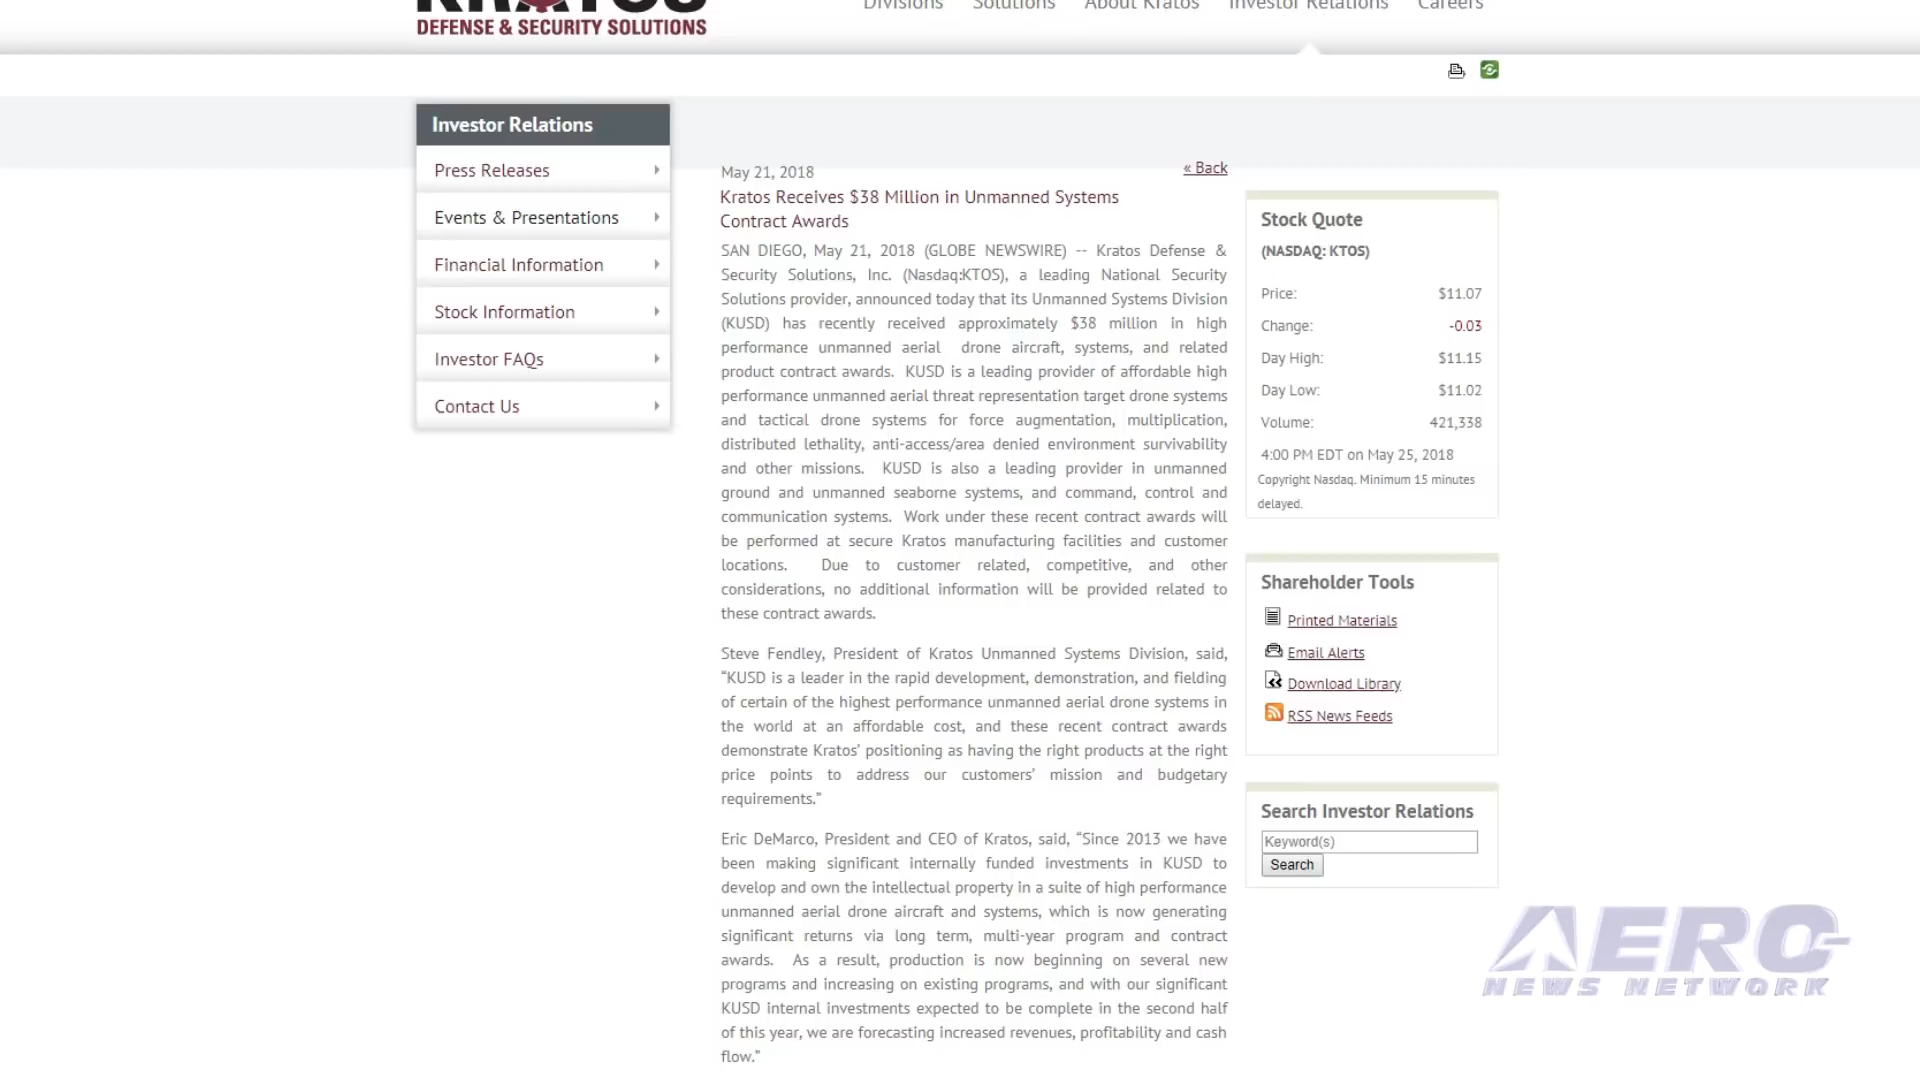 KRATOS
DEFENSE & SECURITY SOLUTIONS
Divisions Solutions About Kratos Investor Relations Careers
Investor Relations
Press Releases
Events & Presentations
Financial Information
Stock Information
Investor FAQs
Contact Us
« Back
May 21, 2018
Kratos Receives $38 Million in Unmanned Systems
Contract Awards
SAN DIEGO, May 21, 2018 (GLOBE NEWSWIRE) -- Kratos Defense &
Security Solutions, Inc. (Nasdaq:KTOS), a leading National Security
Solutions provider, announced today that its Unmanned Systems Division
(KUSD) has recently received approximately $38 million in high
performance unmanned aerial drone aircraft, systems, and related
product contract awards. KUSD is a leading provider of affordable high
performance unmanned aerial threat representation target drone systems
and tactical drone systems for force augmentation, multiplication,
distributed lethality, anti-access/area denied environment survivability
and other missions. KUSD is also a leading provider in unmanned
ground and unmanned seaborne systems, and command, control and
communication systems. Work under these recent contract awards will
be performed at secure Kratos manufacturing facilities and customer
locations. Due to customer related, competitive, and other
considerations, no additional information will be provided related to
these contract awards.
Steve Fendley, President of Kratos Unmanned Systems Division, said,
“KUSD is a leader in the rapid development, demonstration, and fielding
of certain of the highest performance unmanned aerial drone systems in
the world at an affordable cost, and these recent contract awards
demonstrate Kratos’ positioning as having the right products at the right
price points to address our customers’ mission and budgetary
requirements.”
Eric DeMarco, President and CEO of Kratos, said, “Since 2013 we have
been making significant internally funded investments in KUSD to
develop and own the intellectual property in a suite of high performance
unmanned aerial drone aircraft and systems, which is now generating
significant returns via long term, multi-year program and contract
awards. As a result, production is now beginning on several new
programs and increasing on existing programs, and with our significant
KUSD internal investments expected to be complete in the second half
of this year, we are forecasting increased revenues, profitability and cash
flow.”
Stock Quote
(NASDAQ: KTOS)
Price: $11.07
Change: -0.03
Day High: $11.15
Day Low: $11.02
Volume: 421,338
4:00 PM EDT on May 25, 2018
Copyright Nasdaq. Minimum 15 minutes
delayed.
Shareholder Tools
Printed Materials
Email Alerts
Download Library
RSS News Feeds
Search Investor Relations
Keyword(s)
Search
AERO
NEWS NETWORK